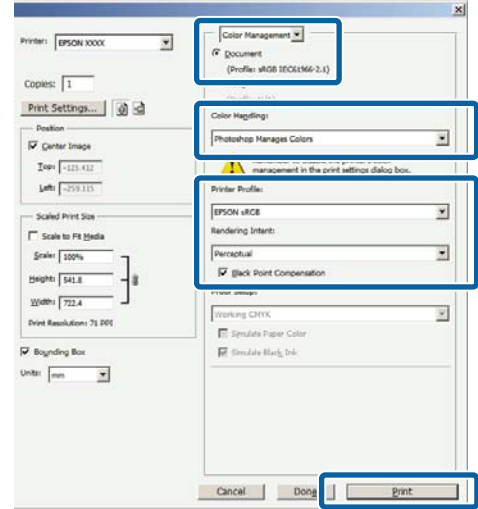 Printer: EPSON XXXX
Copies: 1
Print Settings...
Position
Center Image
Top: -123.412
Left: -259.115
Scaled Print Size
Scale to Fit Media
Scale: 100%
Height: 541.8
Width: 722.4
Print Resolution: 71 PPI
Bounding Box
Units: mm
Color Management
Document
(Profile: sRGB IEC61966-2.1)
Color Handling:
Photoshop Manages Colors
management in the print settings dialog box.
Printer Profile:
EPSON sRGB
Rendering Intent:
Perceptual
Black Point Compensation
Proof Setup:
Working CMYK
Simulate Paper Color
Simulate Black Ink
Cancel
Done
Print